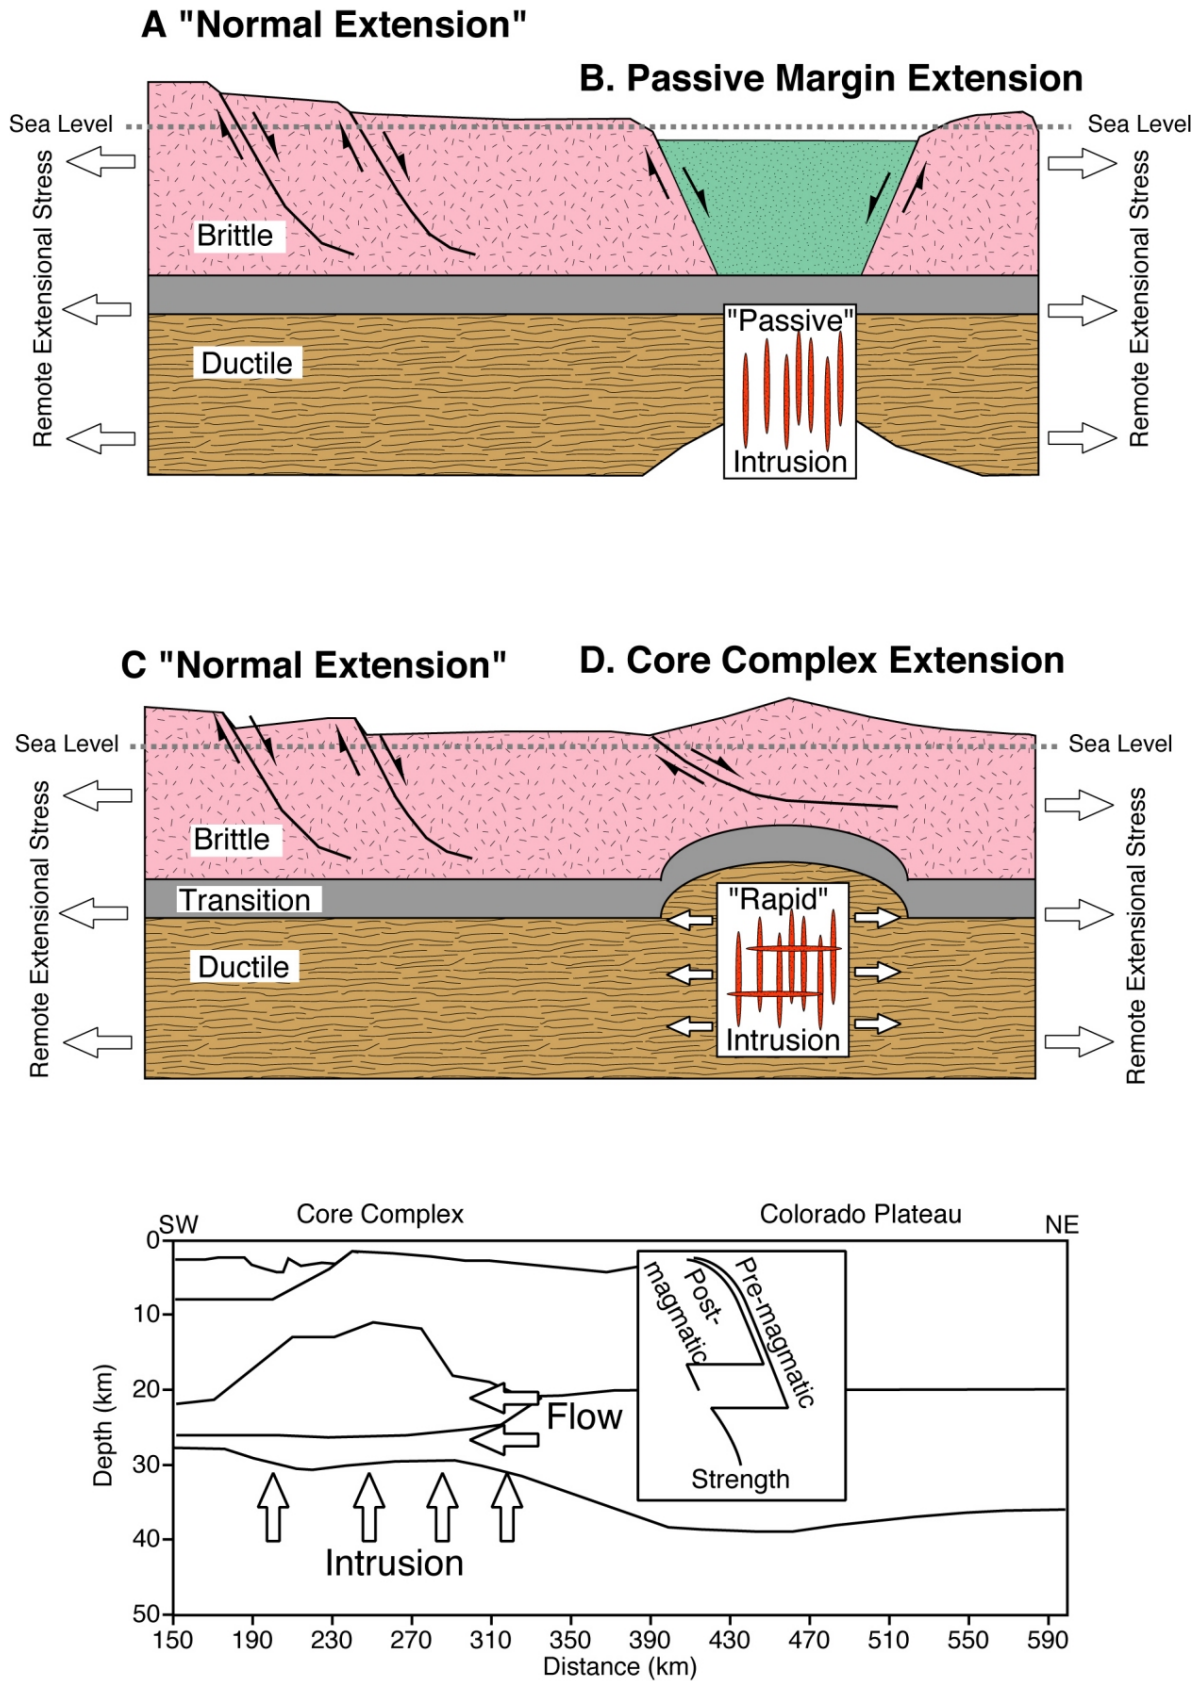 A "Normal Extension"
B. Passive Margin Extension
Sea Level
Sea Level
Remote Extensional Stress
Remote Extensional Stress
Brittle
Ductile
"Passive"
Intrusion
C "Normal Extension"
D. Core Complex Extension
Sea Level
Sea Level
Remote Extensional Stress
Remote Extensional Stress
Brittle
Transition
Ductile
"Rapid"
Intrusion
SW
Core Complex
Colorado Plateau
NE
0
10
20
30
40
50
Depth (km)
Post-
magmatic
Pre-magmatic
Strength
Flow
Intrusion
150 190 230 270 310 350 390 430 470 510 550 590
Distance (km)